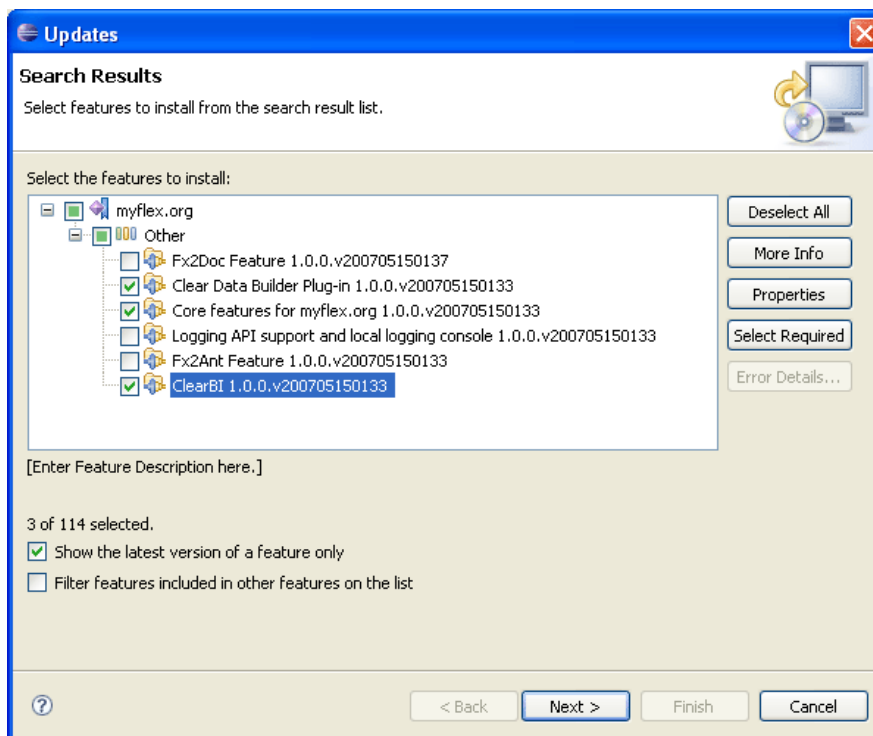 Updates
Search Results
Select features to install from the search result list.
Select the features to install:
myflex.org
Other
Fx2Doc Feature 1.0.0.v200705150137
Clear Data Builder Plug-in 1.0.0.v200705150133
Core features for myflex.org 1.0.0.v200705150133
Logging API support and local logging console 1.0.0.v200705150133
Fx2Ant Feature 1.0.0.v200705150133
ClearBI 1.0.0.v200705150133
Deselect All
More Info
Properties
Select Required
Error Details...
[Enter Feature Description here.]
3 of 114 selected.
Show the latest version of a feature only
Filter features included in other features on the list
? < Back Next > Finish Cancel